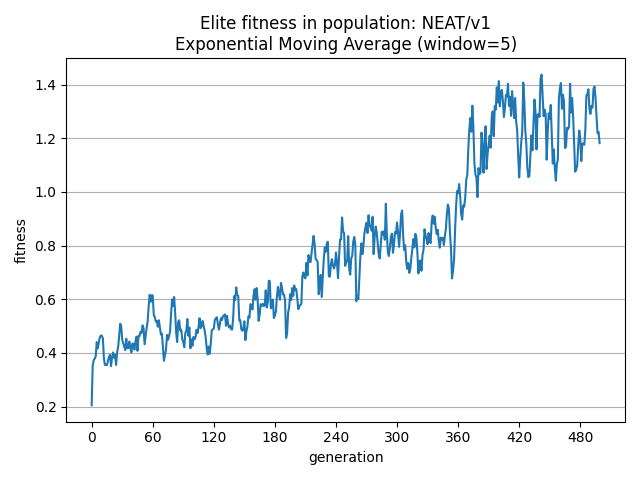 Elite fitness in population: NEAT/v1
Exponential Moving Average (window=5)
fitness
1.4
1.2
1.0
0.8
0.6
0.4
0.2
0 60 120 180 240 300 360 420 480
generation